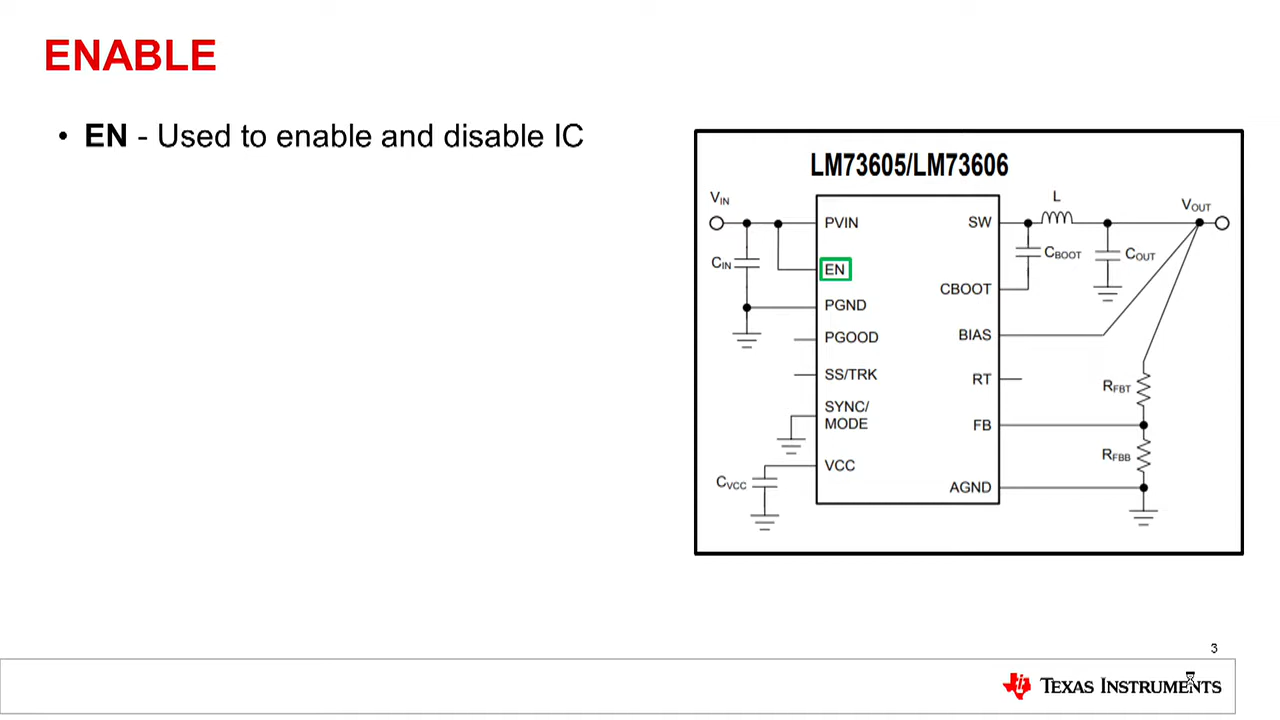 ENABLE
• EN - Used to enable and disable IC
LM73605/LM73606
VIN
L
VOUT
PVIN
SW
CIN
CBOOT
COUT
EN
CBOOT
PGND
BIAS
PGOOD
SS/TRK
RT
RFBT
SYNC/
MODE
FB
RFBB
VCC
CVCC
AGND
3
TEXAS INSTRUMENTS